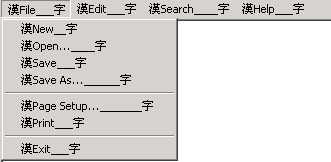 漢File___字 漢Edit___字 漢Search____字 漢Help___字
漢New__字
漢Open...____字
漢Save___字
漢Save As...______字
漢Page Setup..._______字
漢Print___字
漢Exit___字